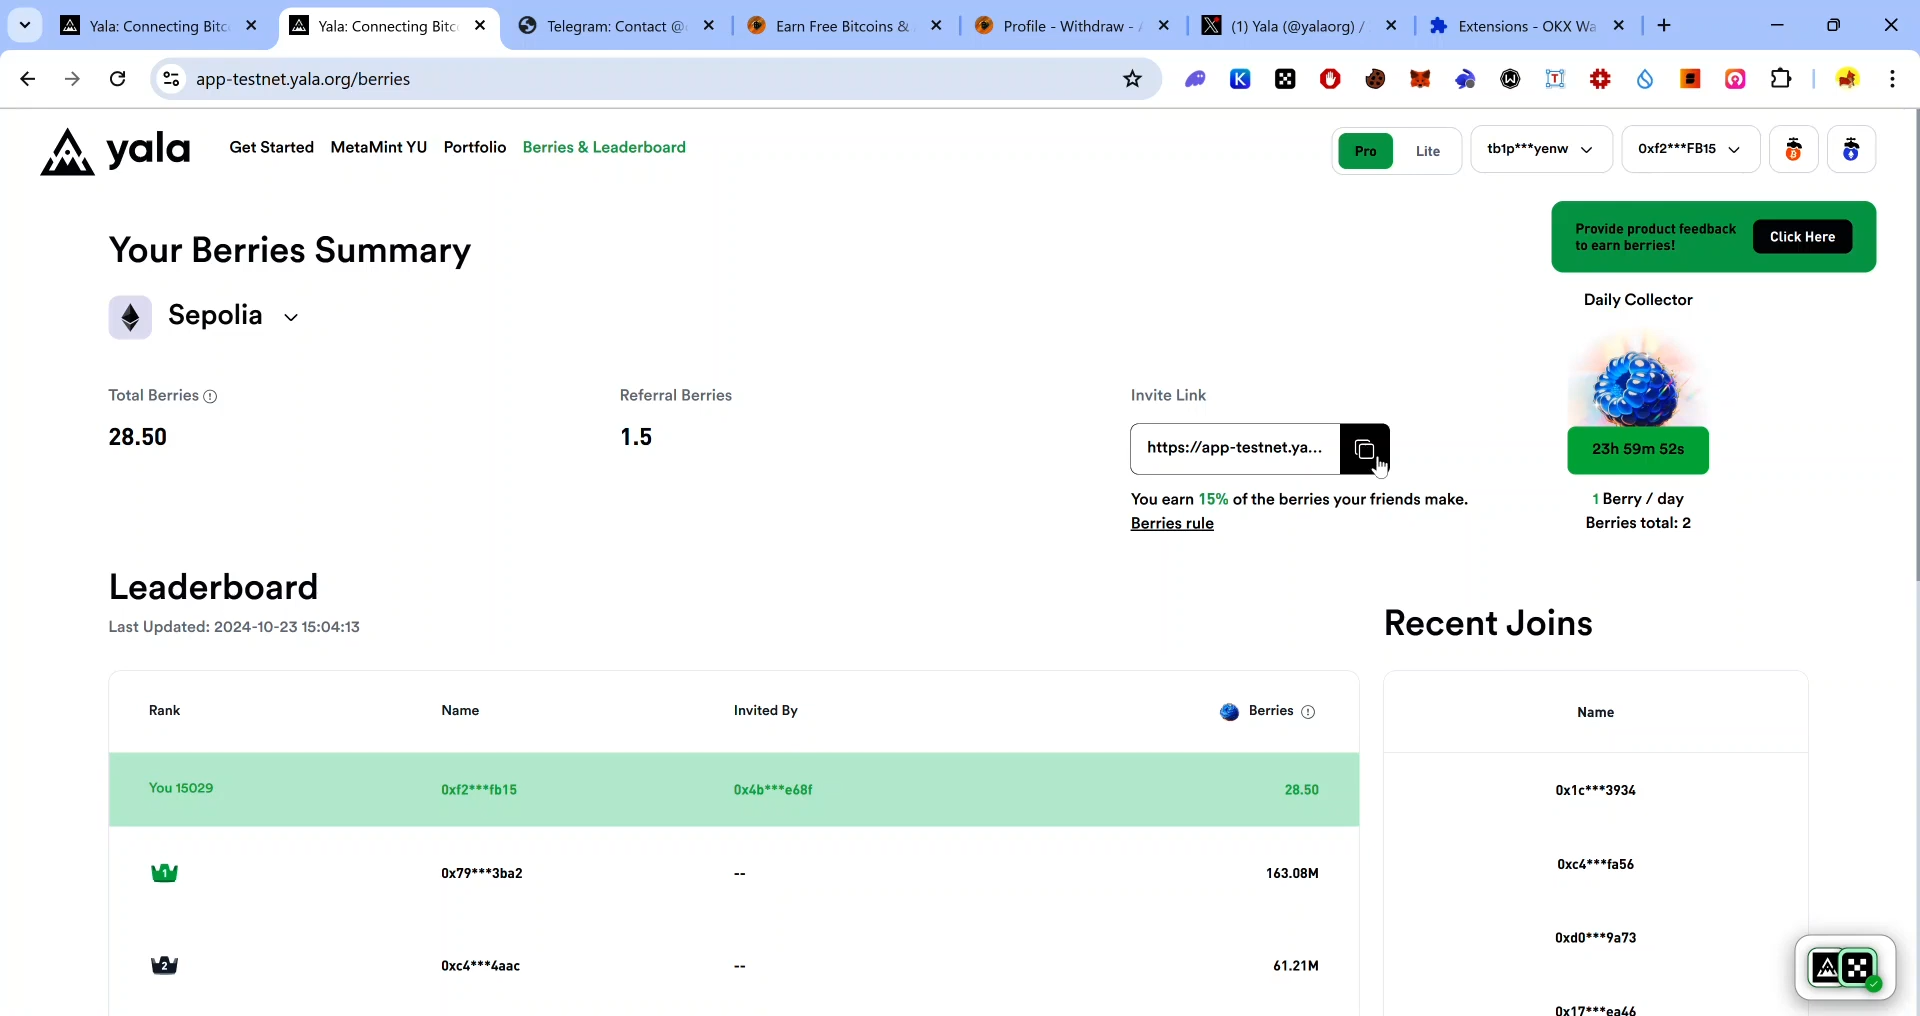 Yala: Connecting Bitc
Yala: Connecting Bitc
Telegram: Contact @
Earn Free Bitcoins &
Profile - Withdraw -
(1) Yala (@yalaorg) /
Extensions - OKX Wa
app-testnet.yala.org/berries
yala
Get Started
MetaMint YU
Portfolio
Berries & Leaderboard
Pro
Lite
tb1p***yenw
0xf2***FB15
Your Berries Summary
Provide product feedback
to earn berries!
Click Here
Sepolia
Daily Collector
Total Berries
28.50
Referral Berries
1.5
Invite Link
https://app-testnet.ya...
You earn 15% of the berries your friends make.
Berries rule
23h 59m 52s
1 Berry / day
Berries total: 2
Leaderboard
Last Updated: 2024-10-23 15:04:13
Recent Joins
Rank
Name
Invited By
Berries
Name
You 15029
0xf2***fb15
0x4b***e68f
28.50
0x1c***3934
1
0x79***3ba2
--
163.08M
0xc4***fa56
2
0xc4***4aac
--
61.21M
0xd0***9a73
0x17***ea46